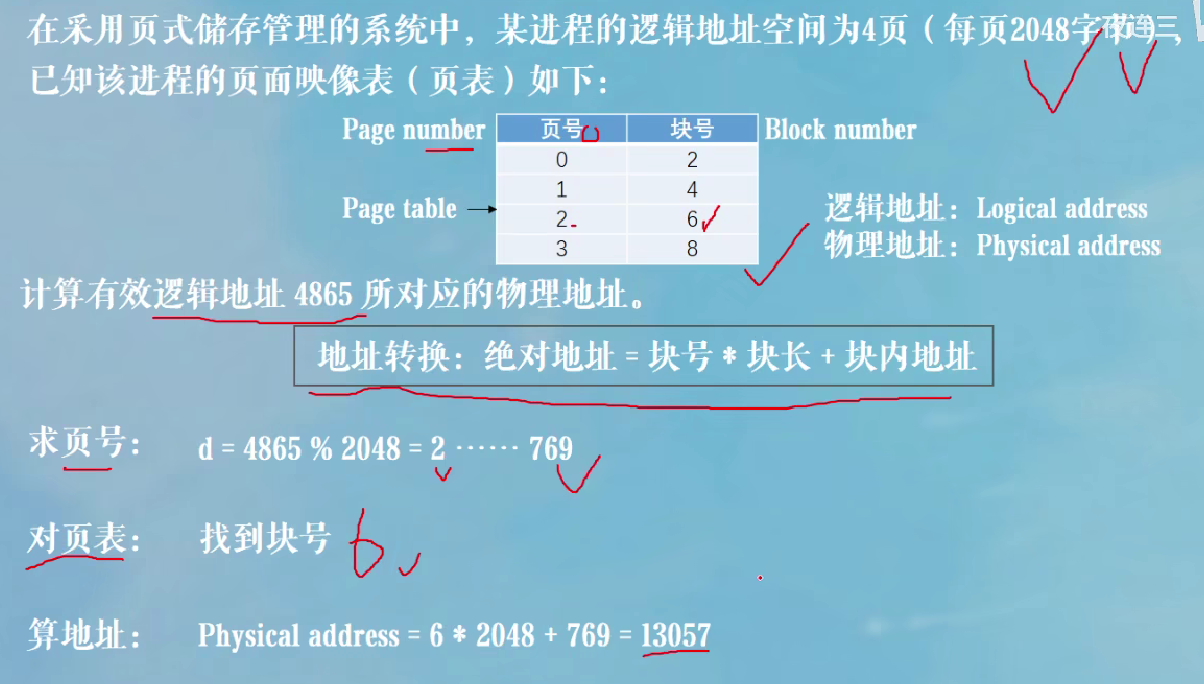 在采用页式储存管理的系统中，某进程的逻辑地址空间为4页（每页2048字节），
已知该进程的页面映像表（页表）如下：
Page number 页号 块号 Block number
0 2
1 4
Page table 2 6
3 8
逻辑地址：Logical address
物理地址：Physical address
计算有效逻辑地址 4865 所对应的物理地址。
地址转换：绝对地址 = 块号 * 块长 + 块内地址
求页号： d = 4865 % 2048 = 2 …… 769
对页表： 找到块号 6
算地址： Physical address = 6 * 2048 + 769 = 13057